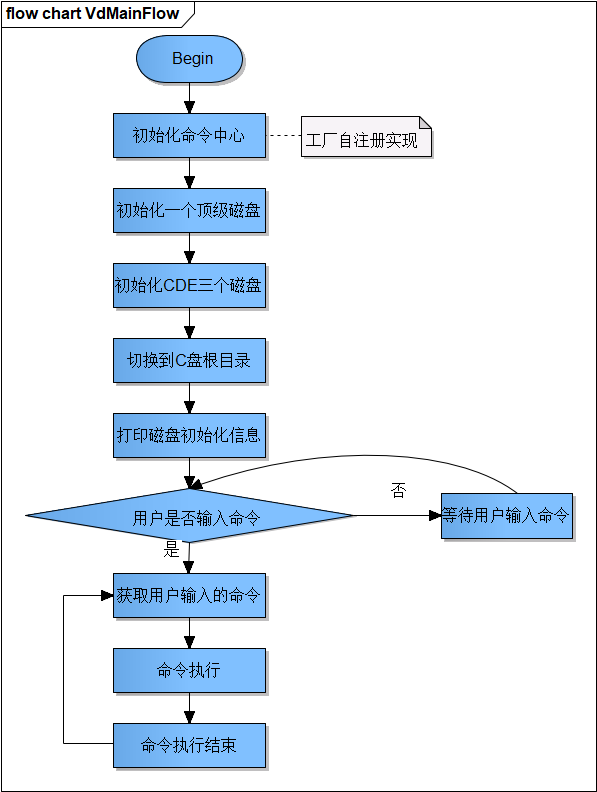 flow chart VdMainFlow
Begin
初始化命令中心
工厂自注册实现
初始化一个顶级磁盘
初始化CDE三个磁盘
切换到C盘根目录
打印磁盘初始化信息
否
用户是否输入命令
等待用户输入命令
是
获取用户输入的命令
命令执行
命令执行结束